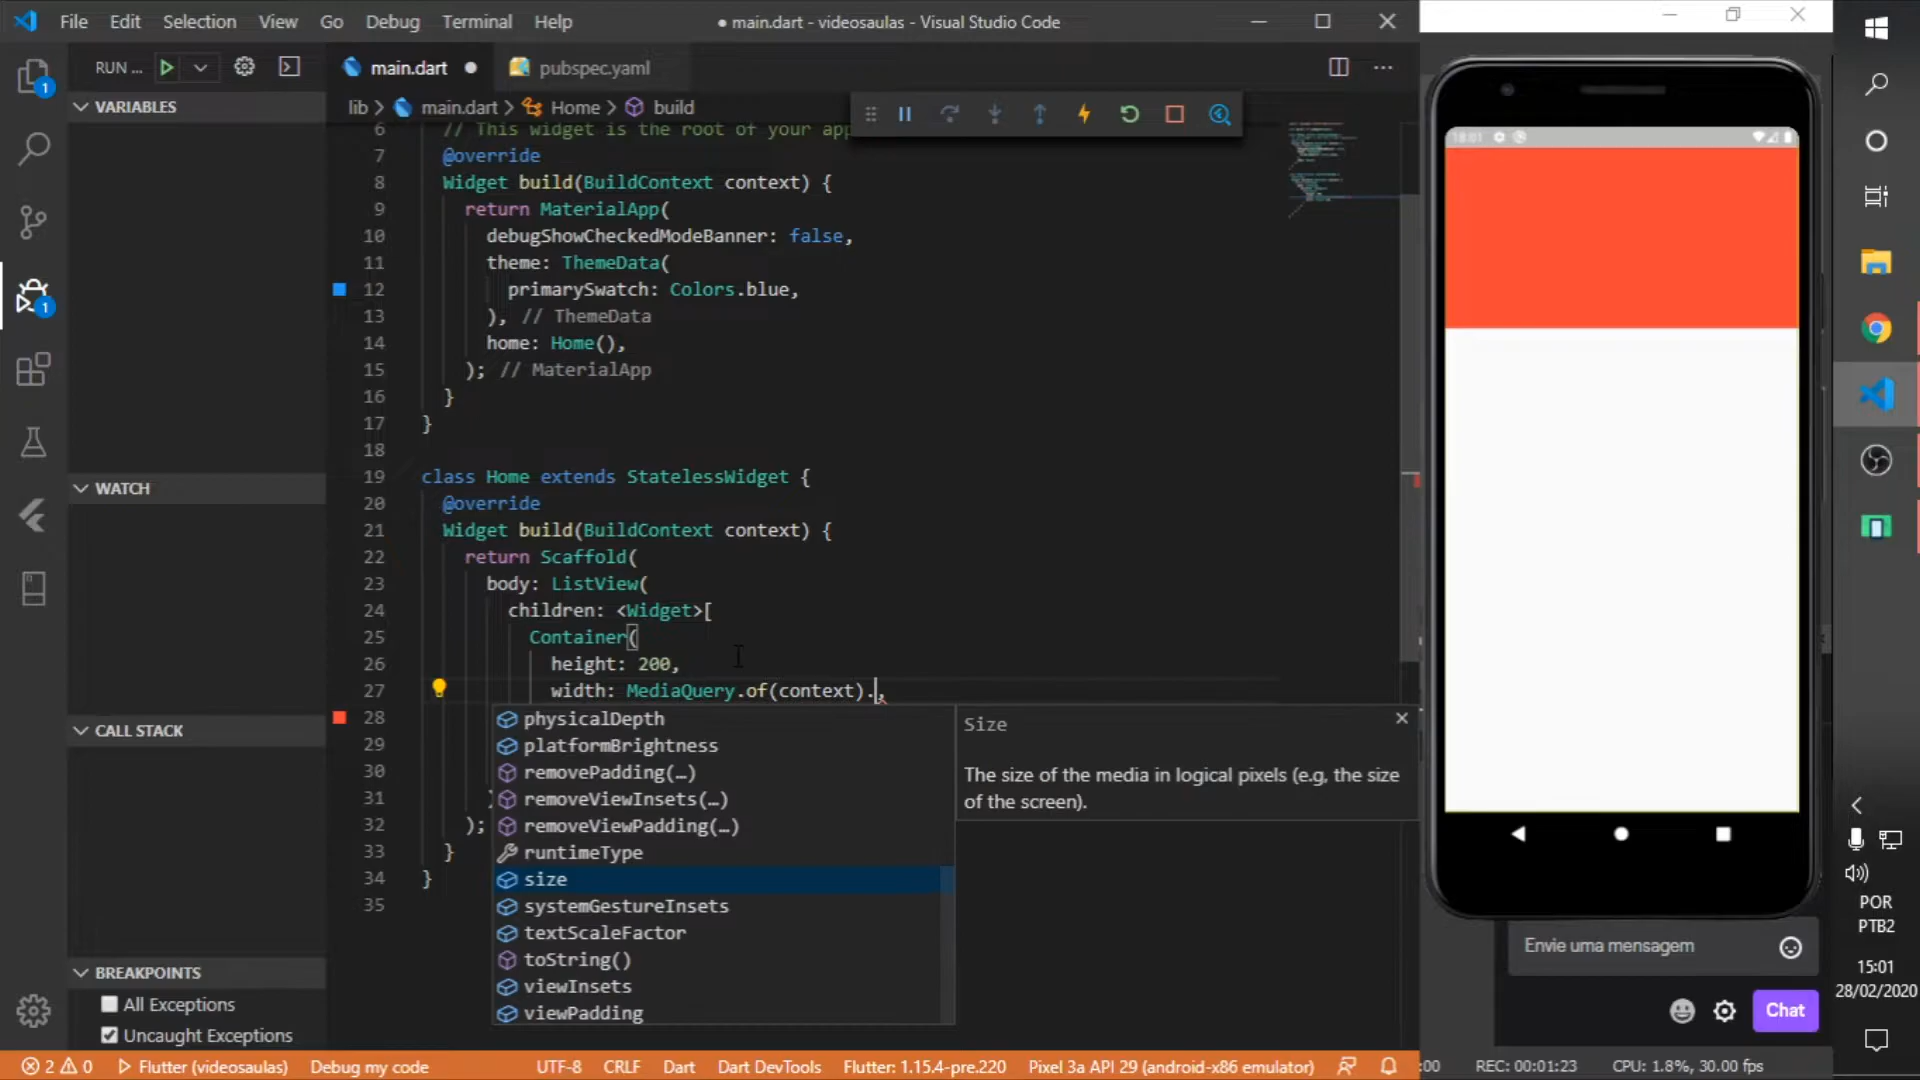 File Edit Selection View Go Debug Terminal Help
● main.dart - videosaulas - Visual Studio Code
RUN ...
main.dart ●
pubspec.yaml
lib > main.dart > Home > build
VARIABLES
WATCH
CALL STACK
BREAKPOINTS
All Exceptions
Uncaught Exceptions
6 // This widget is the root of your app
7 @override
8 Widget build(BuildContext context) {
9 return MaterialApp(
10 debugShowCheckedModeBanner: false,
11 theme: ThemeData(
12 primarySwatch: Colors.blue,
13 ), // ThemeData
14 home: Home(),
15 ); // MaterialApp
16 }
17 }
18
19 class Home extends StatelessWidget {
20 @override
21 Widget build(BuildContext context) {
22 return Scaffold(
23 body: ListView(
24 children: <Widget>[
25 Container(
26 height: 200,
27 width: MediaQuery.of(context).,
28
29
30
31
32 );
33 }
34 }
35
physicalDepth
platformBrightness
removePadding(…)
removeViewInsets(…)
removeViewPadding(…)
runtimeType
size
systemGestureInsets
textScaleFactor
toString()
viewInsets
viewPadding
Size
The size of the media in logical pixels (e.g, the size
of the screen).
1
1
18:01
Envie uma mensagem
Chat
POR
PTB2
15:01
28/02/2020
2 0 Flutter (videosaulas) Debug my code UTF-8 CRLF Dart Dart DevTools Flutter: 1.15.4-pre.220 Pixel 3a API 29 (android-x86 emulator)
:00 REC: 00:01:23 CPU: 1.8%, 30.00 fps